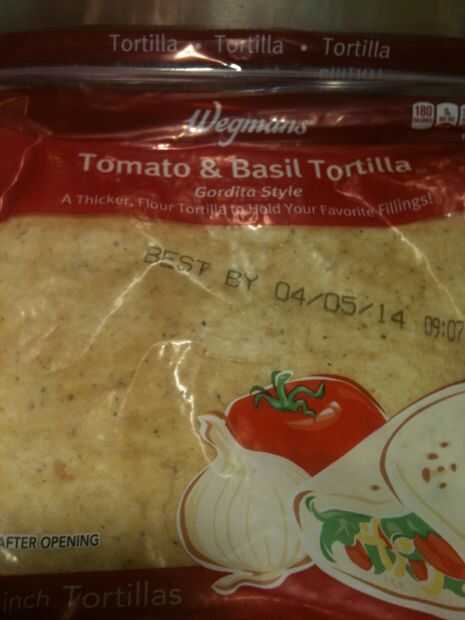 Tortilla • Tortilla • Tortilla
Wegmans
180
Tomato & Basil Tortilla
Gordita Style
A Thicker, Flour Tortilla to Hold Your Favorite Fillings!
BEST BY 04/05/14 09:07
AFTER OPENING
inch Tortillas